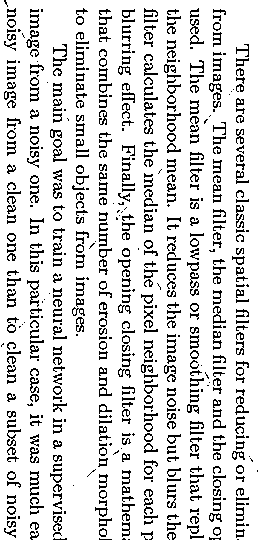 There are several classic spatial filters for reducing or elimin
from images. The mean filter, the median filter and the closing op
used. The mean filter is a lowpass or smoothing filter that repl
the neighborhood mean. It reduces the image noise but blurs the
filter calculates the median of the pixel neighborhood for each p
blurring effect. Finally, the opening closing filter is a mathema
that combines the same number of erosion and dilation morphol
to eliminate small objects from images.
The main goal was to train a neural network in a supervised
image from a noisy one. In this particular case, it was much ea
noisy image from a clean one than to clean a subset of noisy